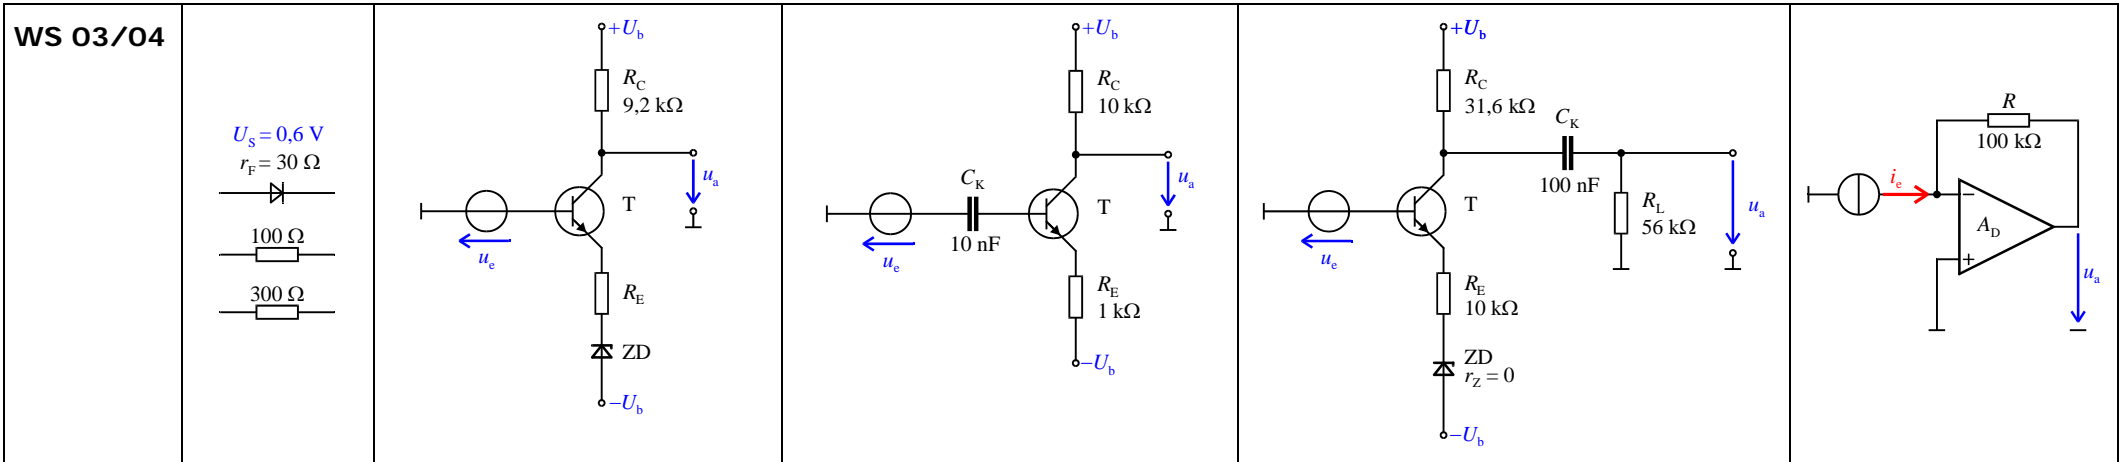 WS 03/04
U_S = 0,6 V
r_F = 30 Ω
100 Ω
300 Ω
+U_b
R_C
9,2 kΩ
u_a
T
u_e
R_E
ZD
–U_b
+U_b
R_C
10 kΩ
u_a
C_K
T
10 nF
u_e
R_E
1 kΩ
–U_b
+U_b
R_C
31,6 kΩ
C_K
100 nF
T
R_L
56 kΩ
u_a
u_e
R_E
10 kΩ
ZD
r_Z = 0
–U_b
R
100 kΩ
i_e
–
A_D
+
u_a